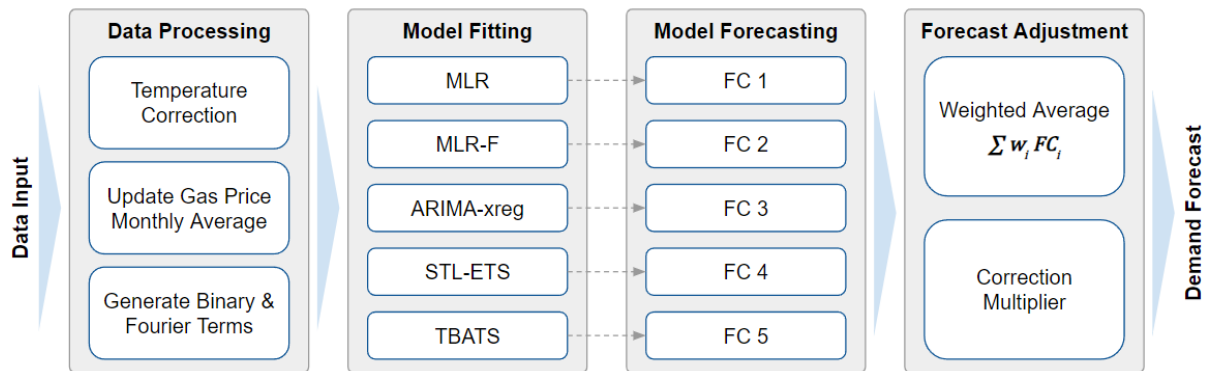 Data Input
Data Processing
Temperature
Correction
Update Gas Price
Monthly Average
Generate Binary &
Fourier Terms
Model Fitting
MLR
MLR-F
ARIMA-xreg
STL-ETS
TBATS
Model Forecasting
FC 1
FC 2
FC 3
FC 4
FC 5
Forecast Adjustment
Weighted Average
∑ wᵢ FCᵢ
Correction
Multiplier
Demand Forecast